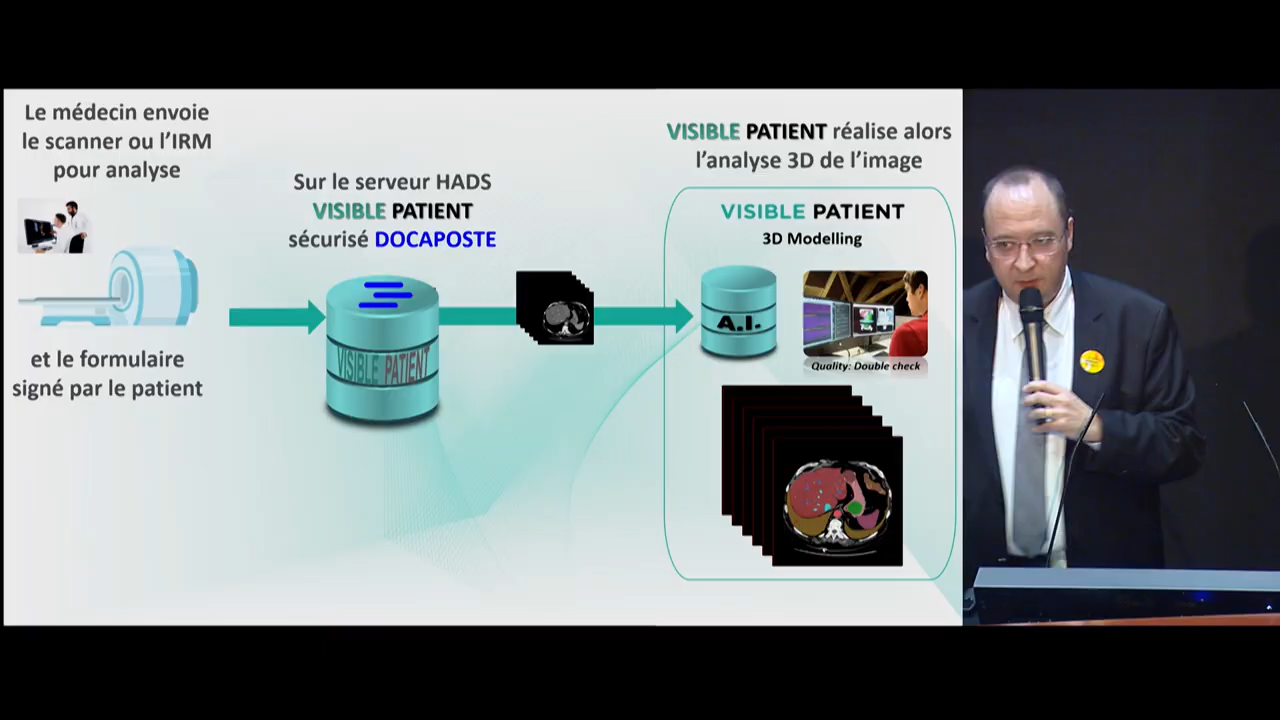 Le médecin envoie
le scanner ou l'IRM
pour analyse
et le formulaire
signé par le patient
Sur le serveur HADS
VISIBLE PATIENT
sécurisé DOCAPOSTE
VISIBLE PATIENT
VISIBLE PATIENT réalise alors
l'analyse 3D de l'image
VISIBLE PATIENT
3D Modelling
A.I.
Quality: Double check